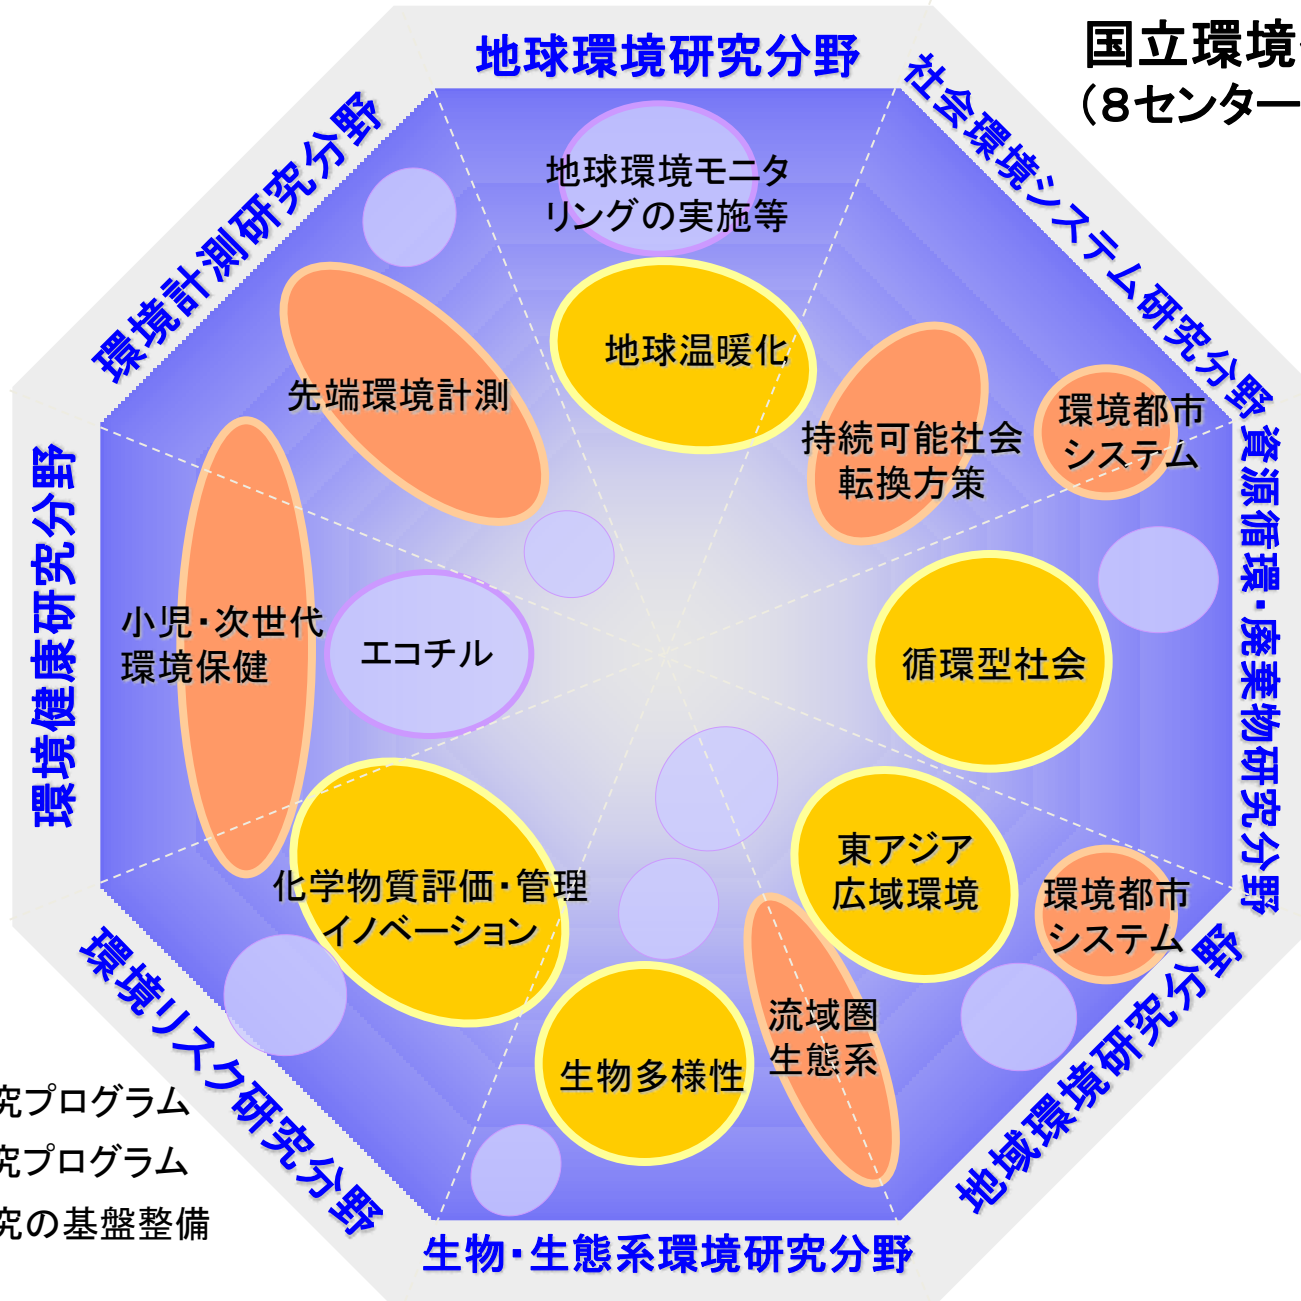 国立環境
（８センター
地球環境研究分野
社会環境システム研究分野
資源循環・廃棄物研究分野
地域環境研究分野
生物・生態系環境研究分野
環境リスク研究分野
環境健康研究分野
環境計測研究分野
地球環境モニタ
リングの実施等
地球温暖化
先端環境計測
持続可能社会
転換方策
環境都市
システム
小児・次世代
環境保健
エコチル
循環型社会
東アジア
広域環境
環境都市
システム
化学物質評価・管理
イノベーション
流域圏
生態系
生物多様性
究プログラム
究プログラム
究の基盤整備